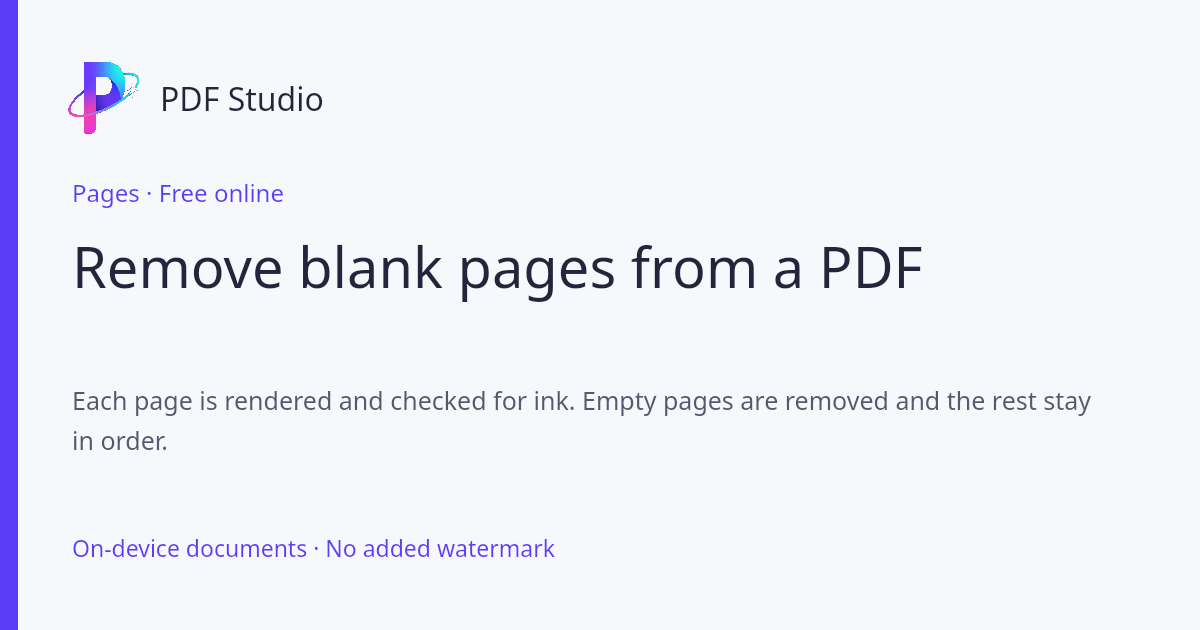 PDF Studio
Pages · Free online
Remove blank pages from a PDF
Each page is rendered and checked for ink. Empty pages are removed and the rest stay
in order.
On-device documents · No added watermark